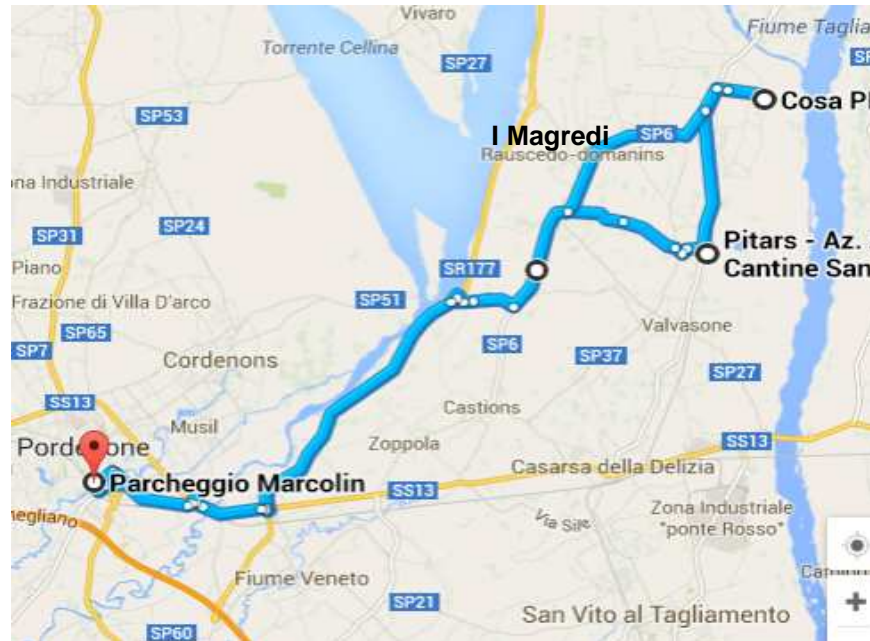 Vivaro
Fiume Taglia
Torrente Cellina
SP27
SP53
Cosa Pl
I Magredi
SP6
Rauscedo-domanins
ona Industriale
SP24
SP31
Pitars - Az.
Cantine San
Piano
SR177
SP51
Frazione di Villa D'arco
SP65
SP7
Valvasone
SP6
SP37
Cordenons
SP27
SS13
Castions
Musil
Pordenone
Zoppola
SS13
Casarsa della Delizia
Parcheggio Marcolin
SS13
Zona Industriale
"ponte Rosso"
negliano
Via Sile
Fiume Veneto
SP21
San Vito al Tagliamento
SP60